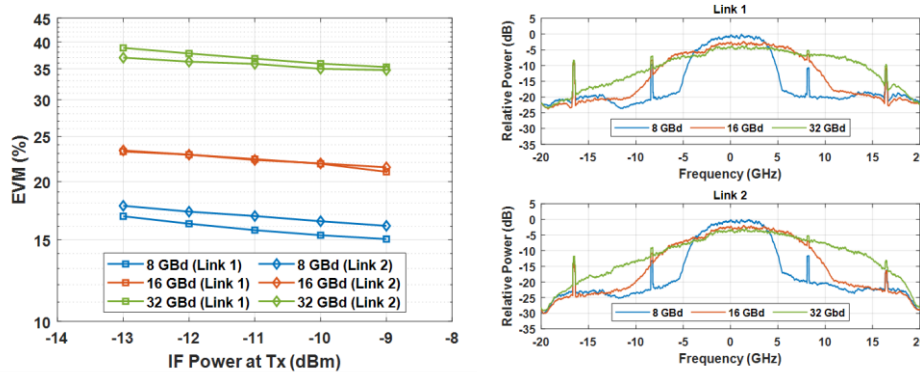 45
40
35
30
25
20
15
10
EVM (%)
8 GBd (Link 1)
8 GBd (Link 2)
16 GBd (Link 1)
16 GBd (Link 2)
32 GBd (Link 1)
32 GBd (Link 2)
-14 -13 -12 -11 -10 -9 -8
IF Power at Tx (dBm)
Link 1
Relative Power (dB)
5
0
-5
-10
-15
-20
-25
-30
-35
8 GBd 16 GBd 32 GBd
-20 -15 -10 -5 0 5 10 15 20
Frequency (GHz)
Link 2
Relative Power (dB)
5
0
-5
-10
-15
-20
-25
-30
-35
8 GBd 16 GBd 32 Gbd
-20 -15 -10 -5 0 5 10 15 20
Frequency (GHz)